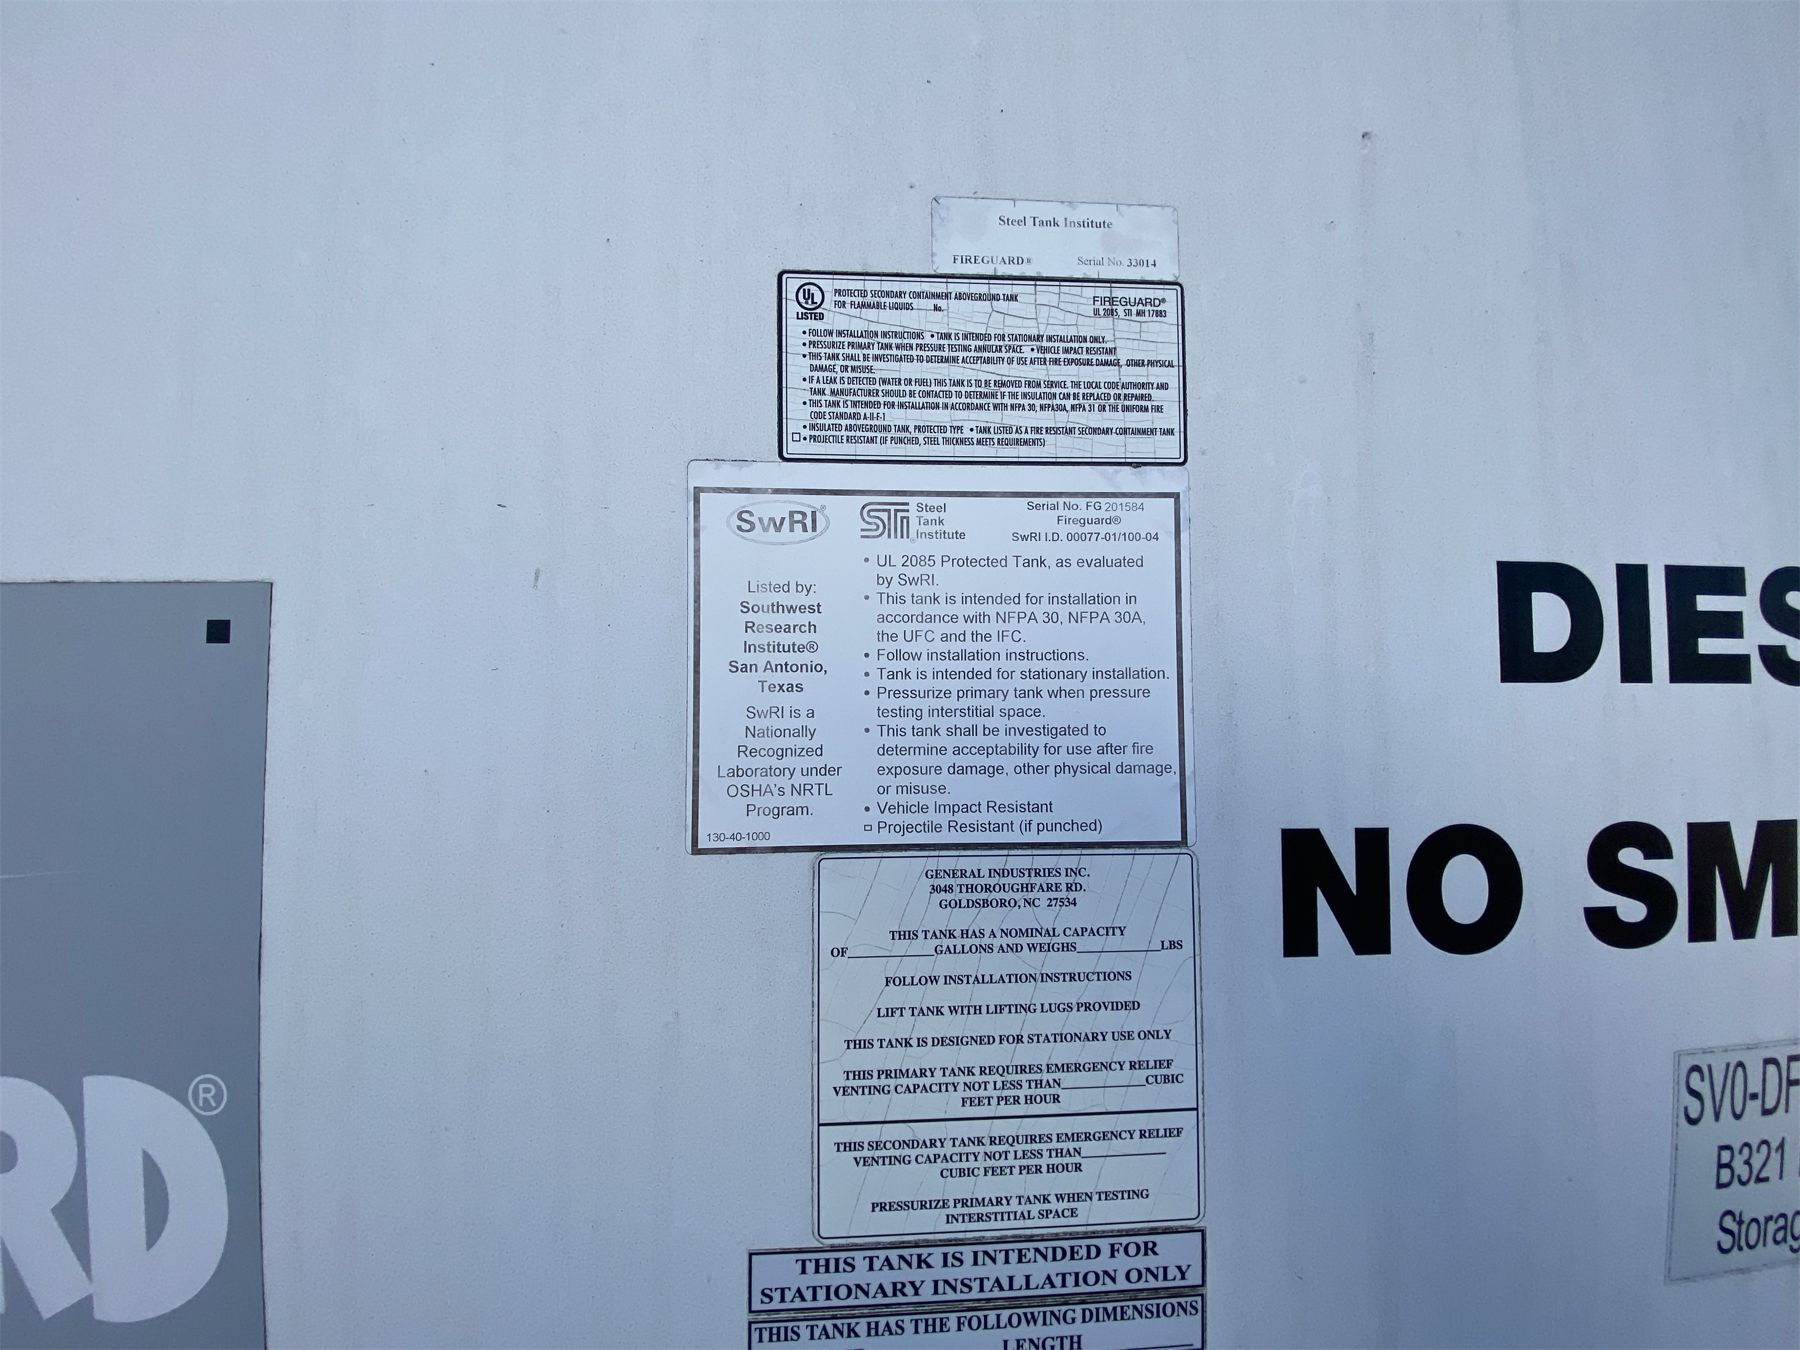 Steel Tank Institute
FIREGUARD® Serial No. 33014
UL
LISTED
PROTECTED SECONDARY CONTAINMENT ABOVEGROUND TANK
FOR FLAMMABLE LIQUIDS No.
FIREGUARD®
UL 2085, STI MH 17883
• FOLLOW INSTALLATION INSTRUCTIONS • TANK IS INTENDED FOR STATIONARY INSTALLATION ONLY.
• PRESSURIZE PRIMARY TANK WHEN PRESSURE TESTING ANNULAR SPACE. • VEHICLE IMPACT RESISTANT
• THIS TANK SHALL BE INVESTIGATED TO DETERMINE ACCEPTABILITY OF USE AFTER FIRE EXPOSURE DAMAGE, OTHER PHYSICAL
DAMAGE, OR MISUSE.
• IF A LEAK IS DETECTED (WATER OR FUEL) THIS TANK IS TO BE REMOVED FROM SERVICE. THE LOCAL CODE AUTHORITY AND
TANK MANUFACTURER SHOULD BE CONTACTED TO DETERMINE IF THE INSULATION CAN BE REPLACED OR REPAIRED.
• THIS TANK IS INTENDED FOR INSTALLATION IN ACCORDANCE WITH NFPA 30, NFPA30A, NFPA 31 OR THE UNIFORM FIRE
CODE STANDARD A-II-F-1
• INSULATED ABOVEGROUND TANK, PROTECTED TYPE • TANK LISTED AS A FIRE RESISTANT SECONDARY CONTAINMENT TANK
☐ • PROJECTILE RESISTANT (IF PUNCHED, STEEL THICKNESS MEETS REQUIREMENTS)
SwRI®
STI
Steel
Tank
Institute
Serial No. FG 201584
Fireguard®
SwRI I.D. 00077-01/100-04
Listed by:
Southwest
Research
Institute®
San Antonio,
Texas
SwRI is a
Nationally
Recognized
Laboratory under
OSHA's NRTL
Program.
130-40-1000
• UL 2085 Protected Tank, as evaluated
by SwRI.
• This tank is intended for installation in
accordance with NFPA 30, NFPA 30A,
the UFC and the IFC.
• Follow installation instructions.
• Tank is intended for stationary installation.
• Pressurize primary tank when pressure
testing interstitial space.
• This tank shall be investigated to
determine acceptability for use after fire
exposure damage, other physical damage,
or misuse.
• Vehicle Impact Resistant
☐ Projectile Resistant (if punched)
GENERAL INDUSTRIES INC.
3048 THOROUGHFARE RD.
GOLDSBORO, NC 27534
THIS TANK HAS A NOMINAL CAPACITY
OF__________GALLONS AND WEIGHS__________LBS
FOLLOW INSTALLATION INSTRUCTIONS
LIFT TANK WITH LIFTING LUGS PROVIDED
THIS TANK IS DESIGNED FOR STATIONARY USE ONLY
THIS PRIMARY TANK REQUIRES EMERGENCY RELIEF
VENTING CAPACITY NOT LESS THAN__________CUBIC
FEET PER HOUR
THIS SECONDARY TANK REQUIRES EMERGENCY RELIEF
VENTING CAPACITY NOT LESS THAN__________
CUBIC FEET PER HOUR
PRESSURIZE PRIMARY TANK WHEN TESTING
INTERSTITIAL SPACE
THIS TANK IS INTENDED FOR
STATIONARY INSTALLATION ONLY
THIS TANK HAS THE FOLLOWING DIMENSIONS
LENGTH
DIES
NO SM
SV0-DF
B321
Storag
RD®